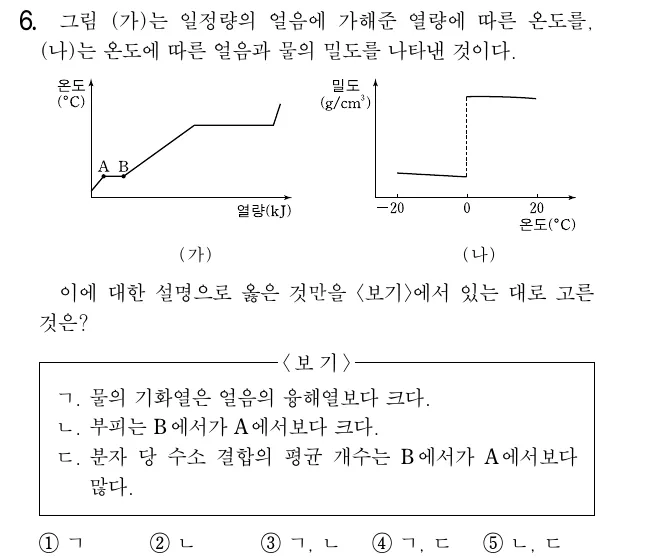 6. 그림 (가)는 일정량의 얼음에 가해준 열량에 따른 온도를,
(나)는 온도에 따른 얼음과 물의 밀도를 나타낸 것이다.
온도
(℃)
A B
열량(kJ)
(가)
밀도
(g/cm³)
-20 0 20
온도(℃)
(나)
이에 대한 설명으로 옳은 것만을 〈보기〉에서 있는 대로 고른
것은?
〈보 기〉
ㄱ. 물의 기화열은 얼음의 융해열보다 크다.
ㄴ. 부피는 B에서가 A에서보다 크다.
ㄷ. 분자 당 수소 결합의 평균 개수는 B에서가 A에서보다
많다.
① ㄱ ② ㄴ ③ ㄱ, ㄴ ④ ㄱ, ㄷ ⑤ ㄴ, ㄷ